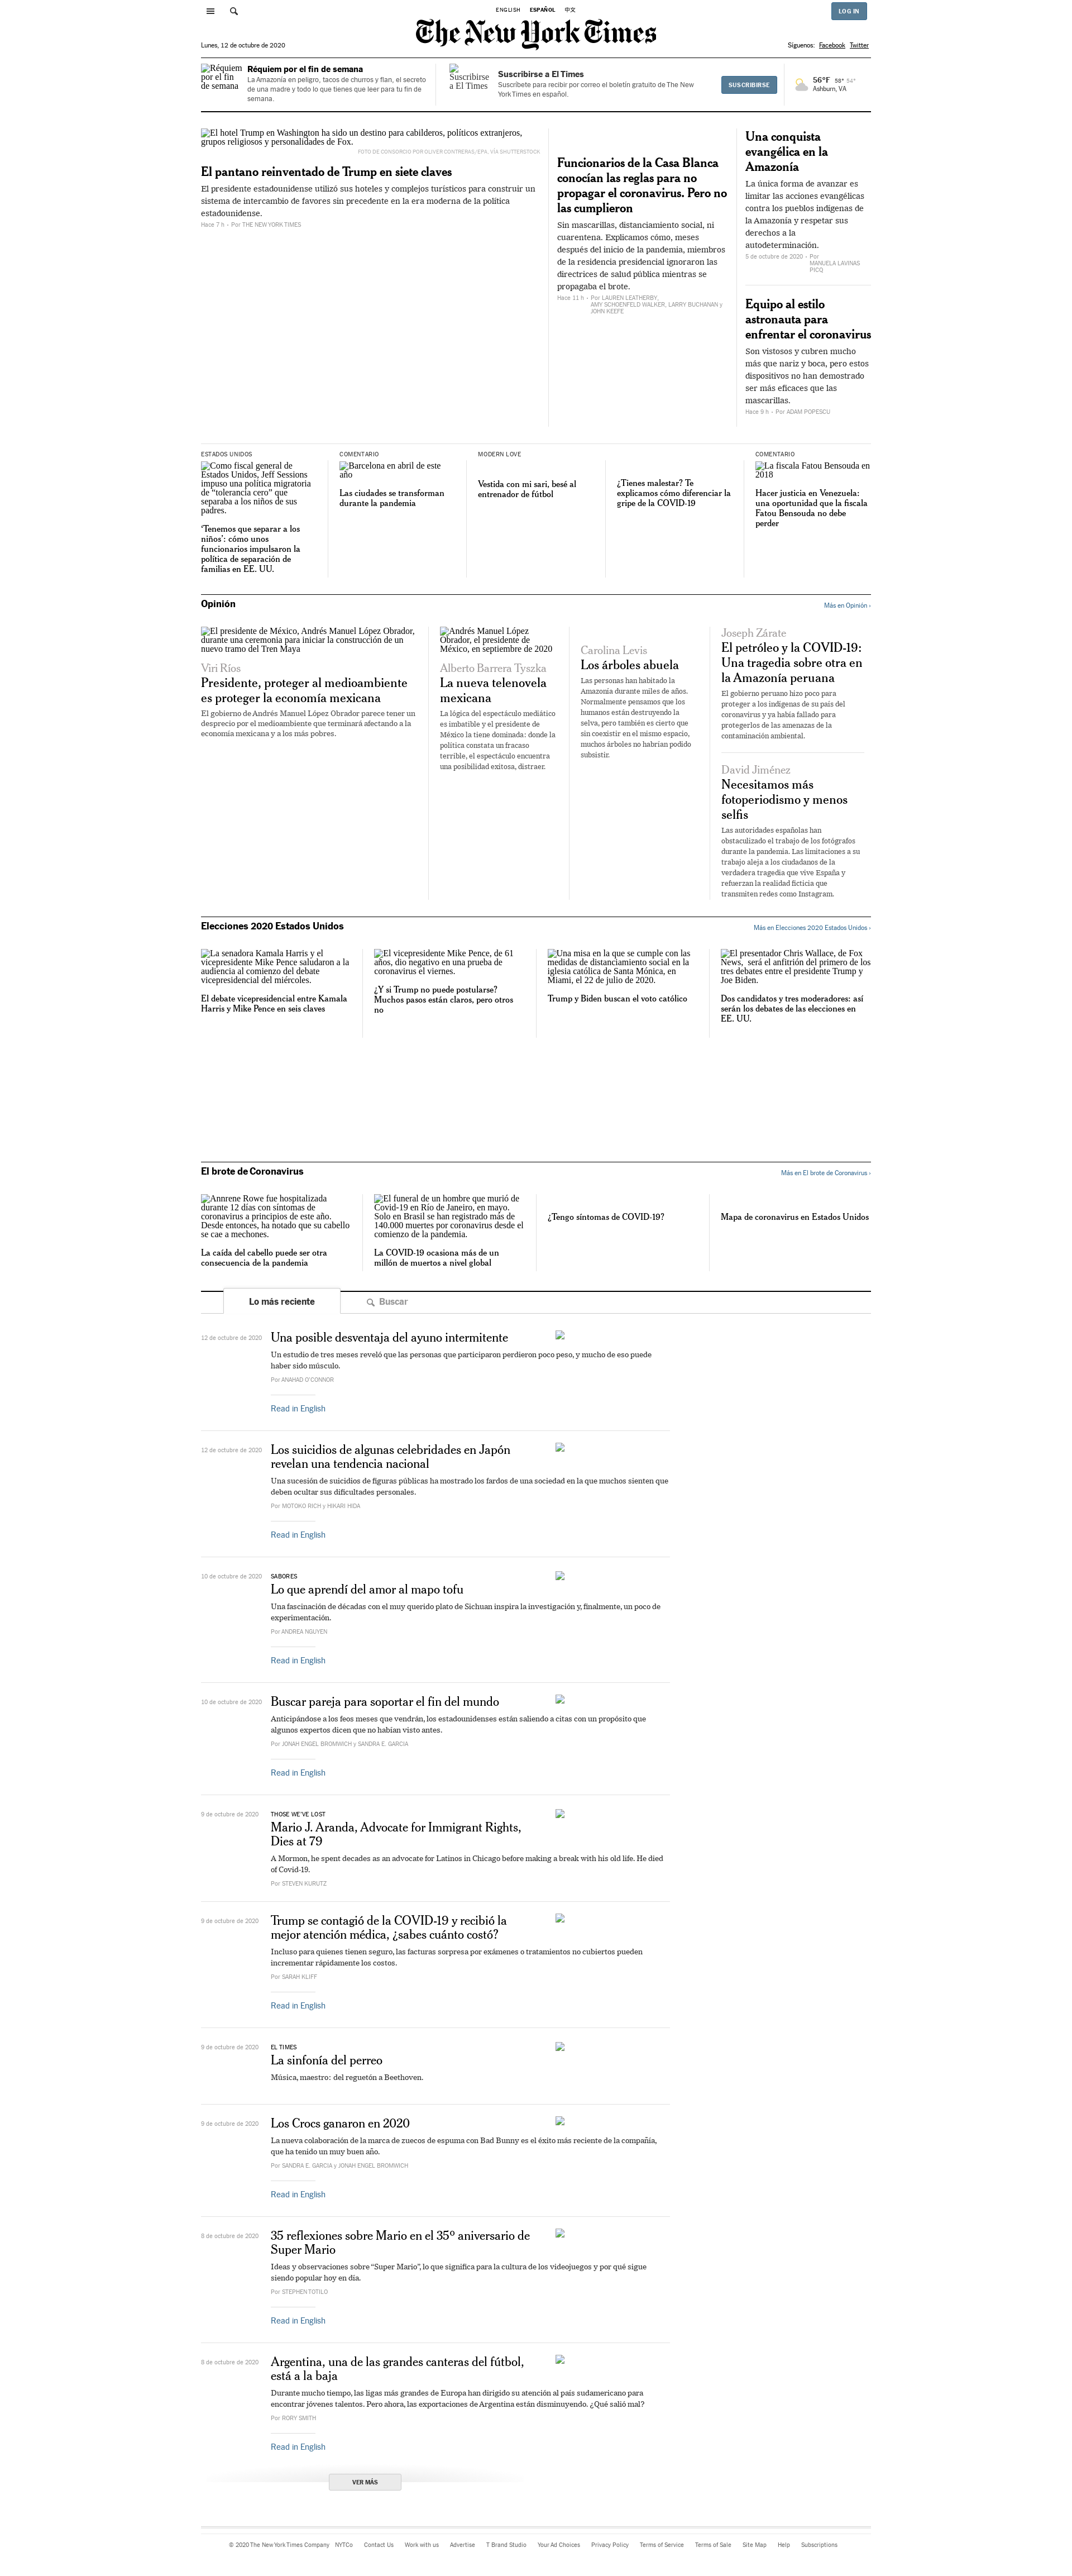 ENGLISH ESPAÑOL 中文
LOG IN
The New York Times
Lunes, 12 de octubre de 2020
Síguenos: Facebook Twitter
Réquiem por el fin de semana
Réquiem por el fin de semana
La Amazonía en peligro, tacos de churros y flan, el secreto
de una madre y todo lo que tienes que leer para tu fin de
semana.
Suscribirse a El Times
Suscribirse a El Times
Suscríbete para recibir por correo el boletín gratuito de The New
York Times en español.
SUSCRIBIRSE
56°F 58° 54°
Ashburn, VA
El hotel Trump en Washington ha sido un destino para cabilderos, políticos extranjeros,
grupos religiosos y personalidades de Fox.
FOTO DE CONSORCIO POR OLIVER CONTRERAS/EPA, VÍA SHUTTERSTOCK
El pantano reinventado de Trump en siete claves
El presidente estadounidense utilizó sus hoteles y complejos turísticos para construir un
sistema de intercambio de favores sin precedente en la era moderna de la política
estadounidense.
Hace 7 h • Por THE NEW YORK TIMES
Funcionarios de la Casa Blanca
conocían las reglas para no
propagar el coronavirus. Pero no
las cumplieron
Sin mascarillas, distanciamiento social, ni
cuarentena. Explicamos cómo, meses
después del inicio de la pandemia, miembros
de la residencia presidencial ignoraron las
directrices de salud pública mientras se
propagaba el brote.
Hace 11 h • Por LAUREN LEATHERBY,
AMY SCHOENFELD WALKER, LARRY BUCHANAN y
JOHN KEEFE
Una conquista
evangélica en la
Amazonía
La única forma de avanzar es
limitar las acciones evangélicas
contra los pueblos indígenas de
la Amazonía y respetar sus
derechos a la
autodeterminación.
5 de octubre de 2020 • Por
MANUELA LAVINAS
PICQ
Equipo al estilo
astronauta para
enfrentar el coronavirus
Son vistosos y cubren mucho
más que nariz y boca, pero estos
dispositivos no han demostrado
ser más eficaces que las
mascarillas.
Hace 9 h • Por ADAM POPESCU
ESTADOS UNIDOS
Como fiscal general de
Estados Unidos, Jeff Sessions
impuso una política migratoria
de “tolerancia cero” que
separaba a los niños de sus
padres.
‘Tenemos que separar a los
niños’: cómo unos
funcionarios impulsaron la
política de separación de
familias en EE. UU.
COMENTARIO
Barcelona en abril de este
año
Las ciudades se transforman
durante la pandemia
MODERN LOVE
Vestida con mi sari, besé al
entrenador de fútbol
¿Tienes malestar? Te
explicamos cómo diferenciar la
gripe de la COVID-19
COMENTARIO
La fiscala Fatou Bensouda en
2018
Hacer justicia en Venezuela:
una oportunidad que la fiscala
Fatou Bensouda no debe
perder
Opinión
Más en Opinión ›
El presidente de México, Andrés Manuel López Obrador,
durante una ceremonia para iniciar la construcción de un
nuevo tramo del Tren Maya
Viri Ríos
Presidente, proteger al medioambiente
es proteger la economía mexicana
El gobierno de Andrés Manuel López Obrador parece tener un
desprecio por el medioambiente que terminará afectando a la
economía mexicana y a los más pobres.
Andrés Manuel López
Obrador, el presidente de
México, en septiembre de 2020
Alberto Barrera Tyszka
La nueva telenovela
mexicana
La lógica del espectáculo mediático
es imbatible y el presidente de
México la tiene dominada: donde la
política constata un fracaso
terrible, el espectáculo encuentra
una posibilidad exitosa, distraer.
Carolina Levis
Los árboles abuela
Las personas han habitado la
Amazonía durante miles de años.
Normalmente pensamos que los
humanos están destruyendo la
selva, pero también es cierto que
sin coexistir en el mismo espacio,
muchos árboles no habrían podido
subsistir.
Joseph Zárate
El petróleo y la COVID-19:
Una tragedia sobre otra en
la Amazonía peruana
El gobierno peruano hizo poco para
proteger a los indígenas de su país del
coronavirus y ya había fallado para
protegerlos de las amenazas de la
contaminación ambiental.
David Jiménez
Necesitamos más
fotoperiodismo y menos
selfis
Las autoridades españolas han
obstaculizado el trabajo de los fotógrafos
durante la pandemia. Las limitaciones a su
trabajo aleja a los ciudadanos de la
verdadera tragedia que vive España y
refuerzan la realidad ficticia que
transmiten redes como Instagram.
Elecciones 2020 Estados Unidos
Más en Elecciones 2020 Estados Unidos ›
La senadora Kamala Harris y el
vicepresidente Mike Pence saludaron a la
audiencia al comienzo del debate
vicepresidencial del miércoles.
El debate vicepresidencial entre Kamala
Harris y Mike Pence en seis claves
El vicepresidente Mike Pence, de 61
años, dio negativo en una prueba de
coronavirus el viernes.
¿Y si Trump no puede postularse?
Muchos pasos están claros, pero otros
no
Una misa en la que se cumple con las
medidas de distanciamiento social en la
iglesia católica de Santa Mónica, en
Miami, el 22 de julio de 2020.
Trump y Biden buscan el voto católico
El presentador Chris Wallace, de Fox
News, será el anfitrión del primero de los
tres debates entre el presidente Trump y
Joe Biden.
Dos candidatos y tres moderadores: así
serán los debates de las elecciones en
EE. UU.
El brote de Coronavirus
Más en El brote de Coronavirus ›
Annrene Rowe fue hospitalizada
durante 12 días con síntomas de
coronavirus a principios de este año.
Desde entonces, ha notado que su cabello
se cae a mechones.
La caída del cabello puede ser otra
consecuencia de la pandemia
El funeral de un hombre que murió de
Covid-19 en Río de Janeiro, en mayo.
Solo en Brasil se han registrado más de
140.000 muertes por coronavirus desde el
comienzo de la pandemia.
La COVID-19 ocasiona más de un
millón de muertos a nivel global
¿Tengo síntomas de COVID-19?
Mapa de coronavirus en Estados Unidos
Lo más reciente
Buscar
12 de octubre de 2020
Una posible desventaja del ayuno intermitente
Un estudio de tres meses reveló que las personas que participaron perdieron poco peso, y mucho de eso puede
haber sido músculo.
Por ANAHAD O’CONNOR
Read in English
12 de octubre de 2020
Los suicidios de algunas celebridades en Japón
revelan una tendencia nacional
Una sucesión de suicidios de figuras públicas ha mostrado los fardos de una sociedad en la que muchos sienten que
deben ocultar sus dificultades personales.
Por MOTOKO RICH y HIKARI HIDA
Read in English
10 de octubre de 2020
SABORES
Lo que aprendí del amor al mapo tofu
Una fascinación de décadas con el muy querido plato de Sichuan inspira la investigación y, finalmente, un poco de
experimentación.
Por ANDREA NGUYEN
Read in English
10 de octubre de 2020
Buscar pareja para soportar el fin del mundo
Anticipándose a los feos meses que vendrán, los estadounidenses están saliendo a citas con un propósito que
algunos expertos dicen que no habían visto antes.
Por JONAH ENGEL BROMWICH y SANDRA E. GARCIA
Read in English
9 de octubre de 2020
THOSE WE’VE LOST
Mario J. Aranda, Advocate for Immigrant Rights,
Dies at 79
A Mormon, he spent decades as an advocate for Latinos in Chicago before making a break with his old life. He died
of Covid-19.
Por STEVEN KURUTZ
9 de octubre de 2020
Trump se contagió de la COVID-19 y recibió la
mejor atención médica, ¿sabes cuánto costó?
Incluso para quienes tienen seguro, las facturas sorpresa por exámenes o tratamientos no cubiertos pueden
incrementar rápidamente los costos.
Por SARAH KLIFF
Read in English
9 de octubre de 2020
EL TIMES
La sinfonía del perreo
Música, maestro: del reguetón a Beethoven.
9 de octubre de 2020
Los Crocs ganaron en 2020
La nueva colaboración de la marca de zuecos de espuma con Bad Bunny es el éxito más reciente de la compañía,
que ha tenido un muy buen año.
Por SANDRA E. GARCIA y JONAH ENGEL BROMWICH
Read in English
8 de octubre de 2020
35 reflexiones sobre Mario en el 35º aniversario de
Super Mario
Ideas y observaciones sobre “Super Mario”, lo que significa para la cultura de los videojuegos y por qué sigue
siendo popular hoy en día.
Por STEPHEN TOTILO
Read in English
8 de octubre de 2020
Argentina, una de las grandes canteras del fútbol,
está a la baja
Durante mucho tiempo, las ligas más grandes de Europa han dirigido su atención al país sudamericano para
encontrar jóvenes talentos. Pero ahora, las exportaciones de Argentina están disminuyendo. ¿Qué salió mal?
Por RORY SMITH
Read in English
VER MÁS
© 2020 The New York Times Company NYTCo Contact Us Work with us Advertise T Brand Studio Your Ad Choices Privacy Policy Terms of Service Terms of Sale Site Map Help Subscriptions